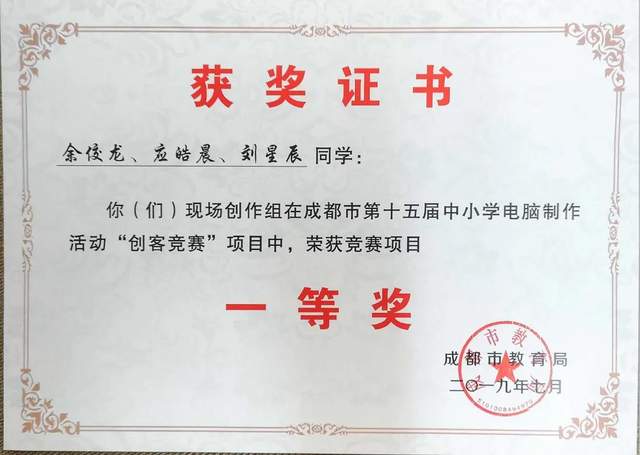 获奖证书
余佼龙、应皓晨、刘星辰同学：
你（们）现场创作组在成都市第十五届中小学电脑制作
活动“创客竞赛”项目中，荣获竞赛项目
一等奖
成都市教育局
二〇一九年七月